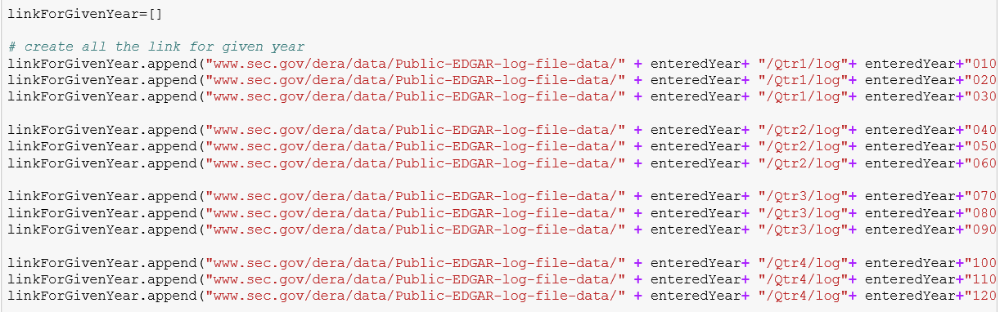 linkForGivenYear=[]
# create all the link for given year
linkForGivenYear.append("www.sec.gov/dera/data/Public-EDGAR-log-file-data/" + enteredYear+ "/Qtr1/log"+ enteredYear+"010
linkForGivenYear.append("www.sec.gov/dera/data/Public-EDGAR-log-file-data/" + enteredYear+ "/Qtr1/log"+ enteredYear+"020
linkForGivenYear.append("www.sec.gov/dera/data/Public-EDGAR-log-file-data/" + enteredYear+ "/Qtr1/log"+ enteredYear+"030
linkForGivenYear.append("www.sec.gov/dera/data/Public-EDGAR-log-file-data/" + enteredYear+ "/Qtr2/log"+ enteredYear+"040
linkForGivenYear.append("www.sec.gov/dera/data/Public-EDGAR-log-file-data/" + enteredYear+ "/Qtr2/log"+ enteredYear+"050
linkForGivenYear.append("www.sec.gov/dera/data/Public-EDGAR-log-file-data/" + enteredYear+ "/Qtr2/log"+ enteredYear+"060
linkForGivenYear.append("www.sec.gov/dera/data/Public-EDGAR-log-file-data/" + enteredYear+ "/Qtr3/log"+ enteredYear+"070
linkForGivenYear.append("www.sec.gov/dera/data/Public-EDGAR-log-file-data/" + enteredYear+ "/Qtr3/log"+ enteredYear+"080
linkForGivenYear.append("www.sec.gov/dera/data/Public-EDGAR-log-file-data/" + enteredYear+ "/Qtr3/log"+ enteredYear+"090
linkForGivenYear.append("www.sec.gov/dera/data/Public-EDGAR-log-file-data/" + enteredYear+ "/Qtr4/log"+ enteredYear+"100
linkForGivenYear.append("www.sec.gov/dera/data/Public-EDGAR-log-file-data/" + enteredYear+ "/Qtr4/log"+ enteredYear+"110
linkForGivenYear.append("www.sec.gov/dera/data/Public-EDGAR-log-file-data/" + enteredYear+ "/Qtr4/log"+ enteredYear+"120